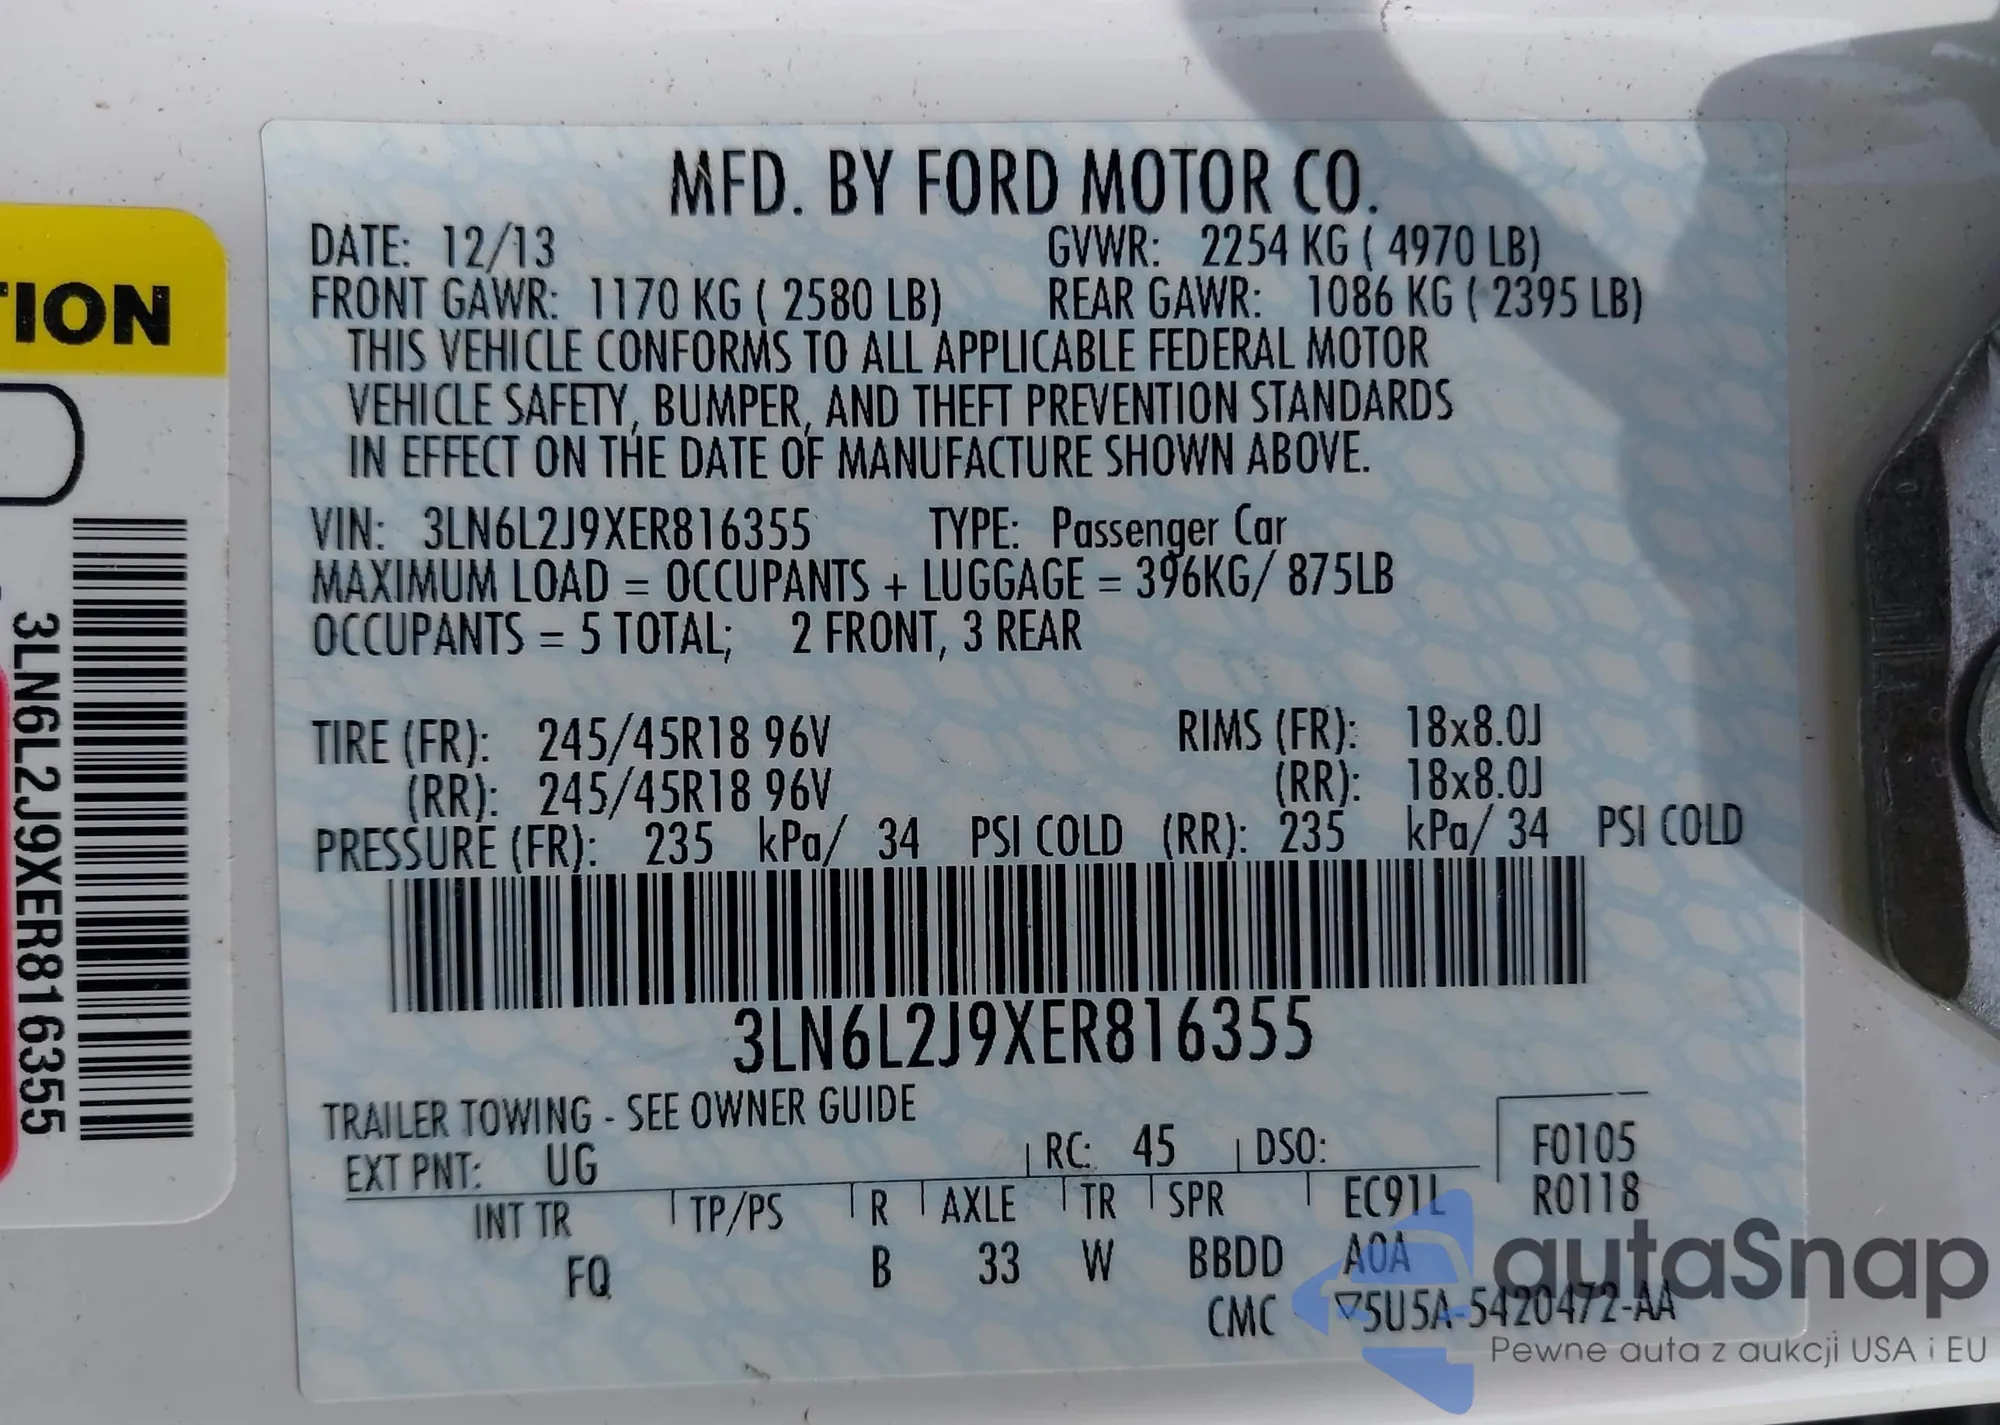 MFD. BY FORD MOTOR CO.
DATE: 12/13 GVWR: 2254 KG ( 4970 LB)
FRONT GAWR: 1170 KG ( 2580 LB) REAR GAWR: 1086 KG ( 2395 LB)
THIS VEHICLE CONFORMS TO ALL APPLICABLE FEDERAL MOTOR
VEHICLE SAFETY, BUMPER, AND THEFT PREVENTION STANDARDS
IN EFFECT ON THE DATE OF MANUFACTURE SHOWN ABOVE.
VIN: 3LN6L2J9XER816355 TYPE: Passenger Car
MAXIMUM LOAD = OCCUPANTS + LUGGAGE = 396KG/ 875LB
OCCUPANTS = 5 TOTAL; 2 FRONT, 3 REAR
TIRE (FR): 245/45R18 96V RIMS (FR): 18x8.0J
(RR): 245/45R18 96V (RR): 18x8.0J
PRESSURE (FR): 235 kPa/ 34 PSI COLD (RR): 235 kPa/ 34 PSI COLD
3LN6L2J9XER816355
TRAILER TOWING - SEE OWNER GUIDE
EXT PNT: UG RC: 45 DSO: F0105
INT TR TP/PS R AXLE TR SPR EC91L R0118
FQ B 33 W BBDD A0A
CMC ▽5U5A-5420472-AA
TION
3LN6L2J9XER816355
autaSnap
Pewne auta z aukcji USA i EU